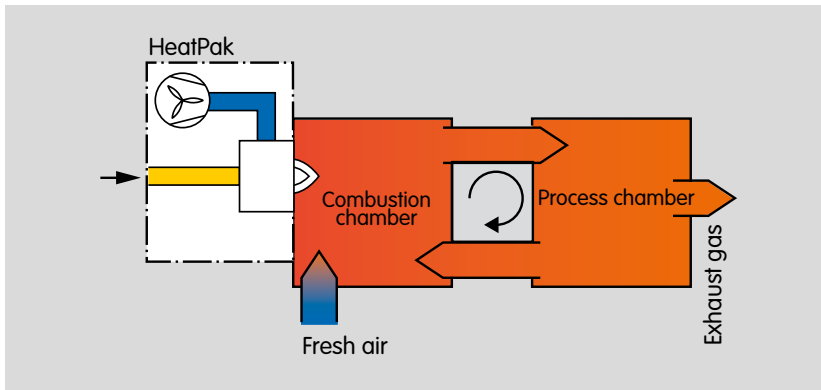 HeatPak
Combustion
chamber
Process chamber
Exhaust gas
Fresh air